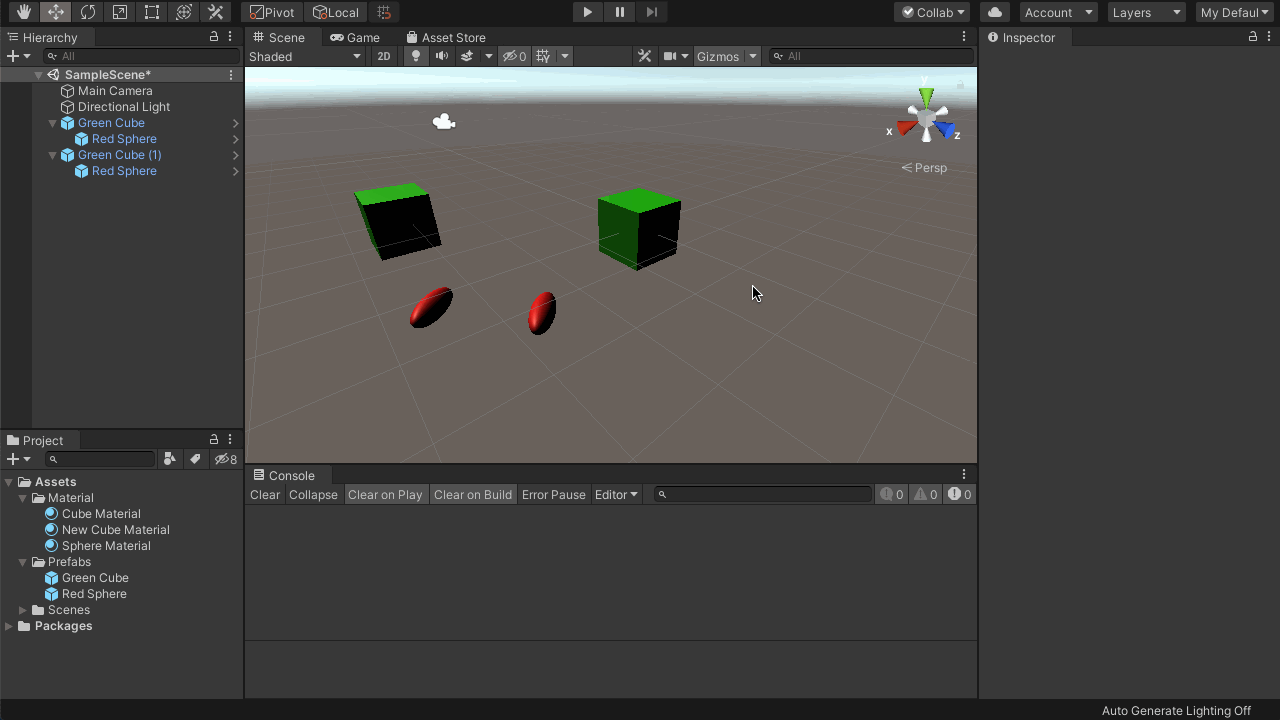 Pivot Local Collab Account Layers My Defaul
Hierarchy Scene Game Asset Store Inspector
All Shaded 2D 0 Gizmos All
SampleScene*
Main Camera
Directional Light
Green Cube
Red Sphere
Green Cube (1)
Red Sphere
y
x z
Persp
Project
8
Assets
Material
Cube Material
New Cube Material
Sphere Material
Prefabs
Green Cube
Red Sphere
Scenes
Packages
Console
Clear Collapse Clear on Play Clear on Build Error Pause Editor 0 0 0
Auto Generate Lighting Off